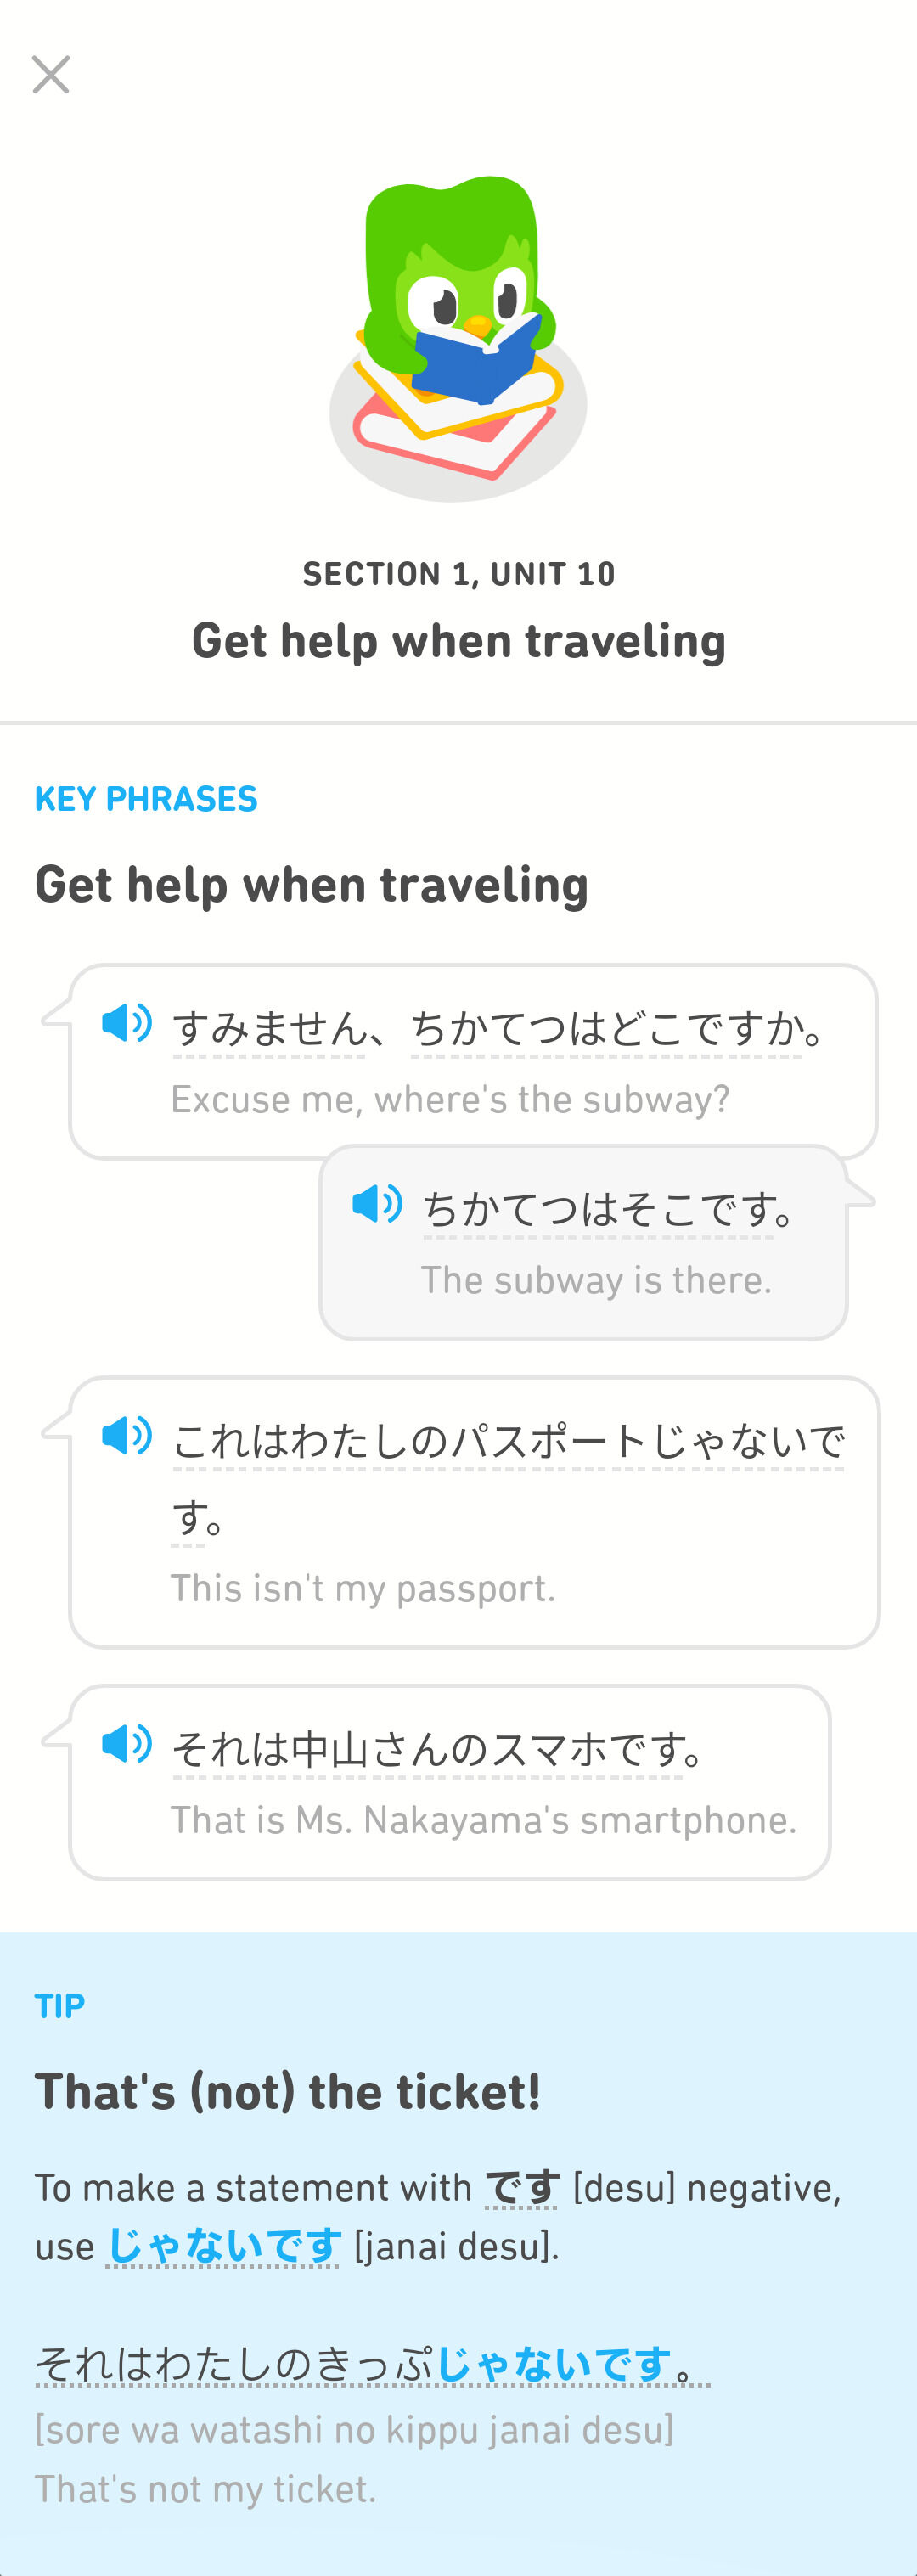 SECTION 1, UNIT 10
Get help when traveling
KEY PHRASES
Get help when traveling
すみません、ちかてつはどこですか。
Excuse me, where's the subway?
ちかてつはそこです。
The subway is there.
これはわたしのパスポートじゃないで
す。
This isn't my passport.
それは中山さんのスマホです。
That is Ms. Nakayama's smartphone.
TIP
That's (not) the ticket!
To make a statement with です [desu] negative,
use じゃないです [janai desu].
それはわたしのきっぷじゃないです。
[sore wa watashi no kippu janai desu]
That's not my ticket.